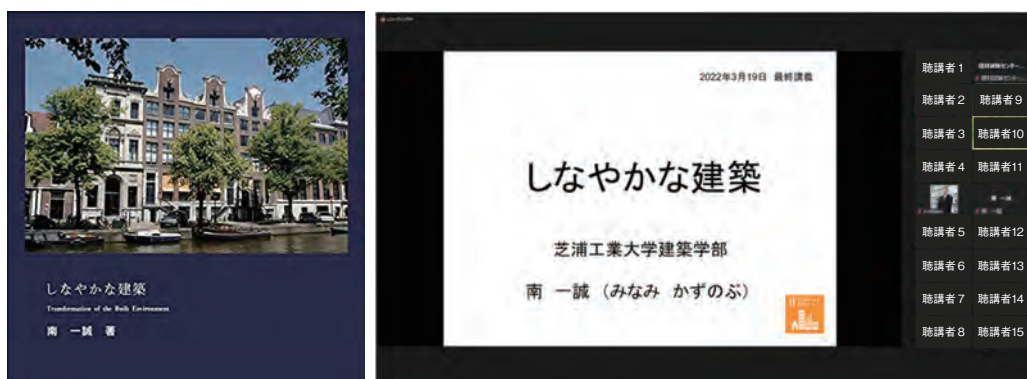 しなやかな建築
Transformation of the Built Environment
南 一誠 著
2022年3月19日 最終講義
しなやかな建築
芝浦工業大学建築学部
南 一誠（みなみ かずのぶ）
11
聴講者1
聴講者2 聴講者9
聴講者3 聴講者10
聴講者4 聴講者11
南 一誠
聴講者5 聴講者12
聴講者6 聴講者13
聴講者7 聴講者14
聴講者8 聴講者15